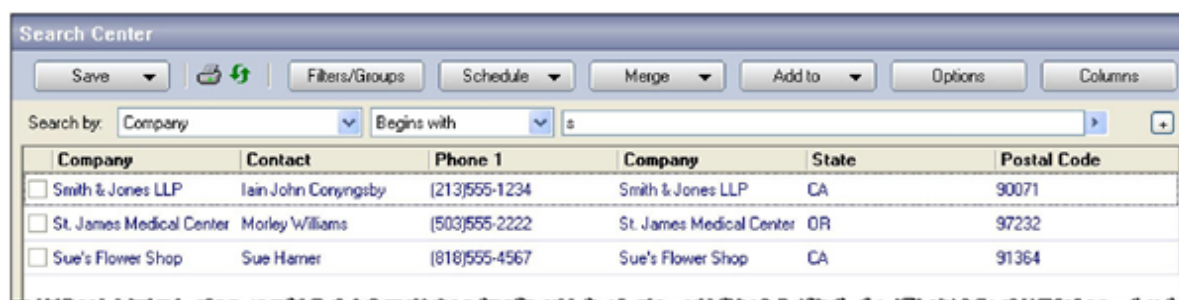 Search Center
Save Filters/Groups Schedule Merge Add to Options Columns
Search by: Company Begins with s
Company Contact Phone 1 Company State Postal Code
Smith & Jones LLP Iain John Conyngsby (213)555-1234 Smith & Jones LLP CA 90071
St. James Medical Center Morley Williams (503)555-2222 St. James Medical Center OR 97232
Sue's Flower Shop Sue Hamer (818)555-4567 Sue's Flower Shop CA 91364